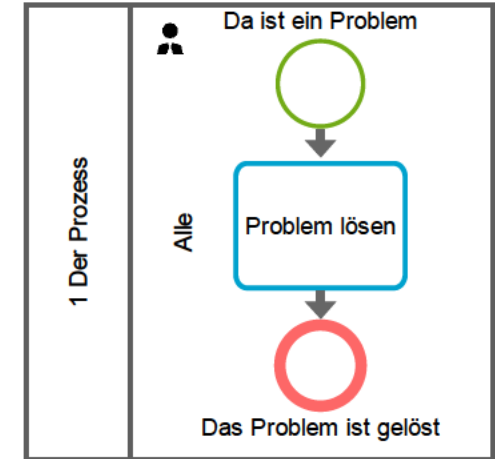 Da ist ein Problem
1 Der Prozess
Alle
Problem lösen
Das Problem ist gelöst